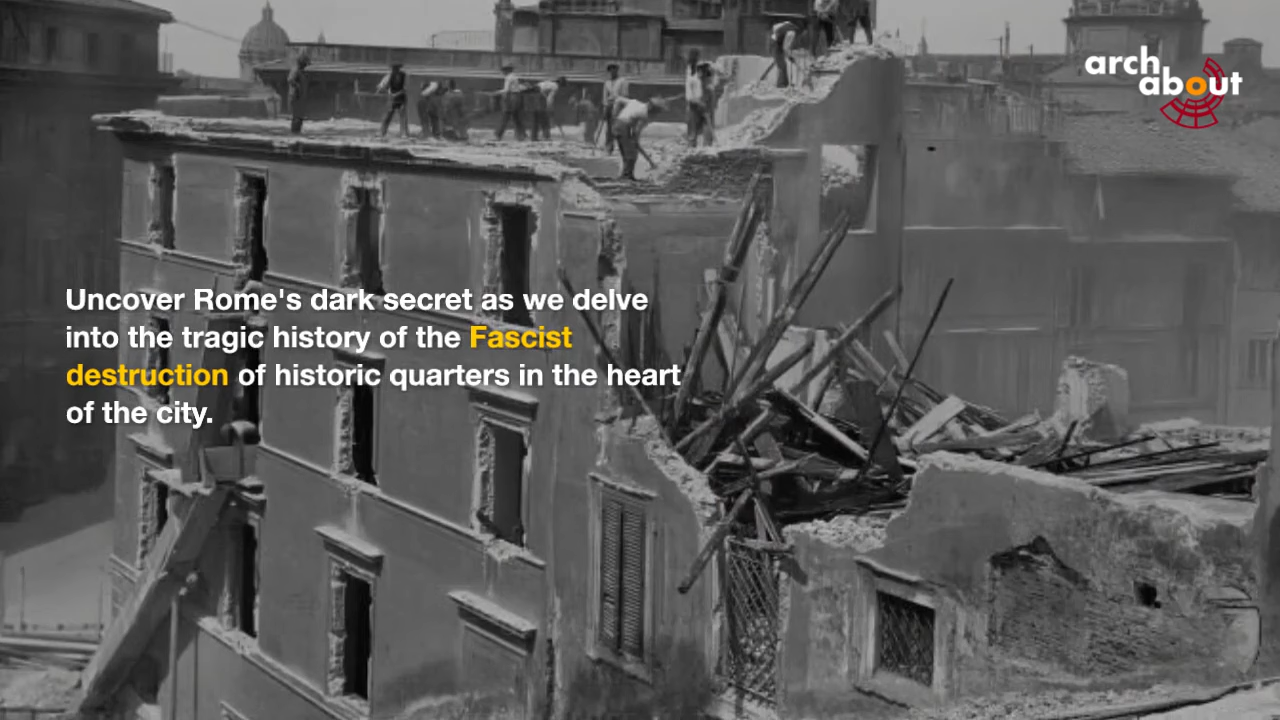 arch
about
Uncover Rome's dark secret as we delve
into the tragic history of the Fascist
destruction of historic quarters in the heart
of the city.